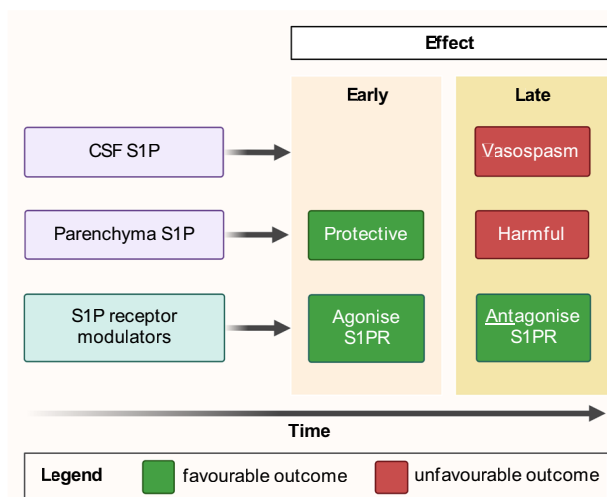 Effect
Early
Late
CSF S1P
Vasospasm
Parenchyma S1P
Protective
Harmful
S1P receptor
modulators
Agonise
S1PR
Antagonise
S1PR
Time
Legend
favourable outcome
unfavourable outcome